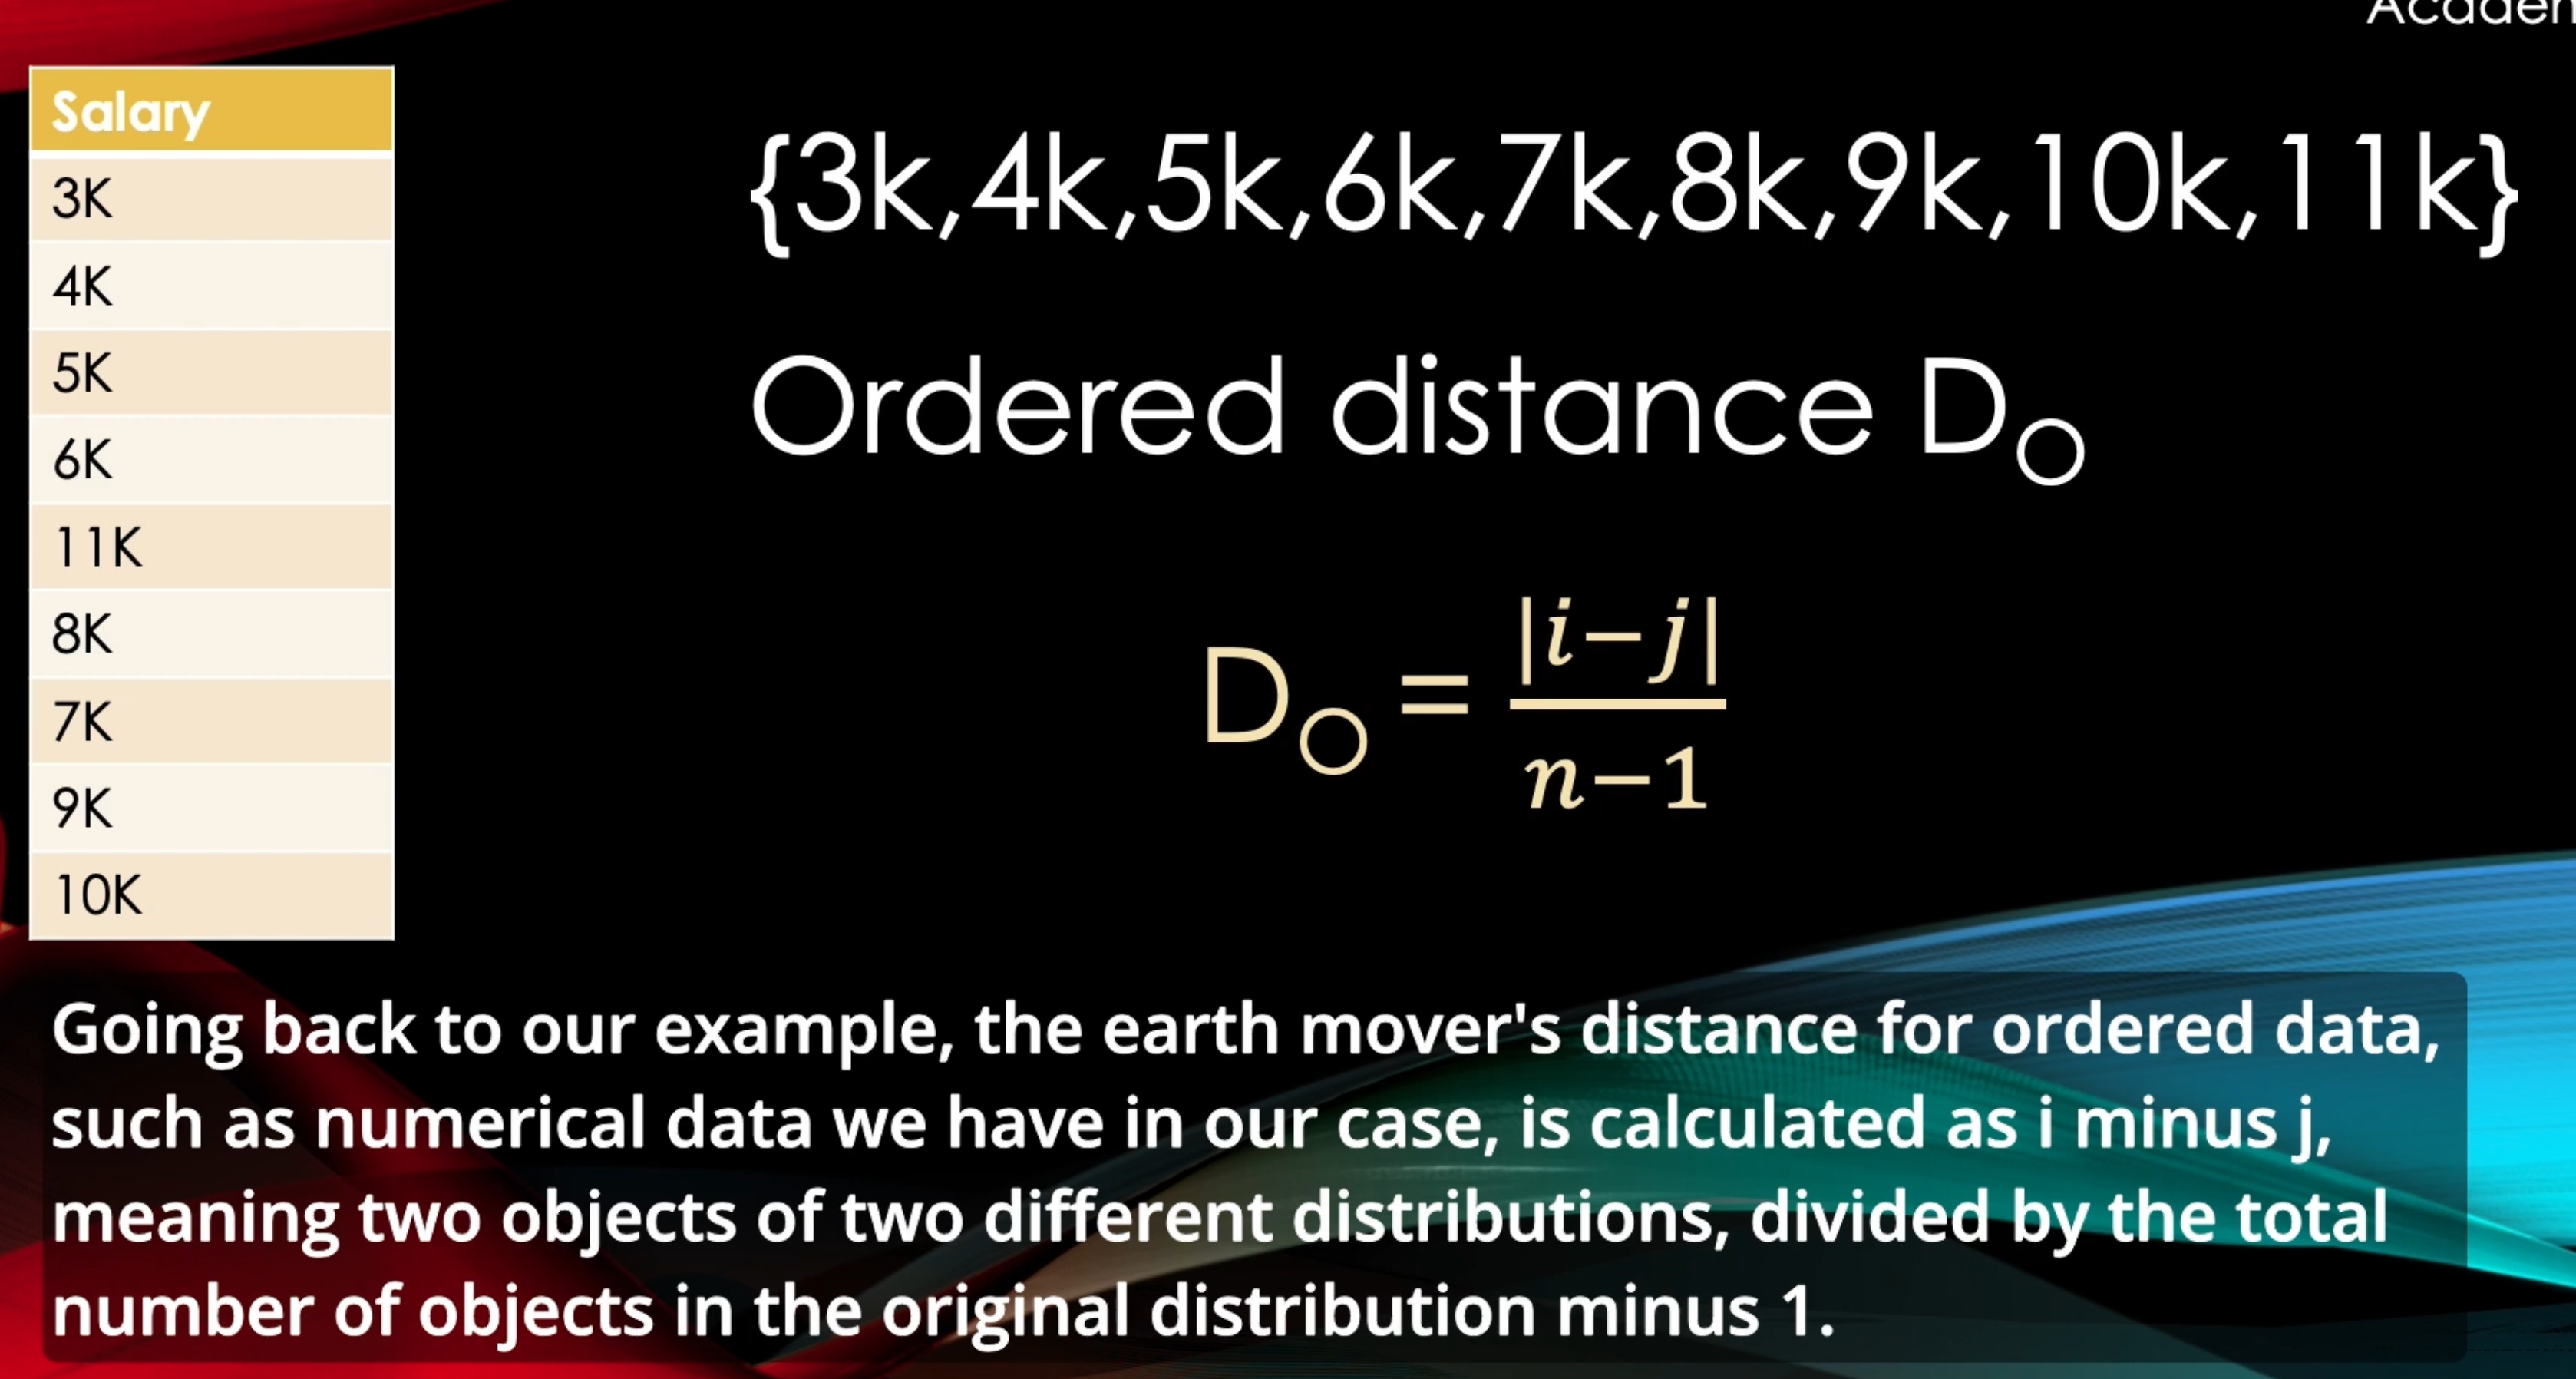 Salary
3K
4K
5K
6K
11K
8K
7K
9K
10K
{3k,4k,5k,6k,7k,8k,9k,10k,11k}
Ordered distance D_O
D_O = |i−j| / n−1
Going back to our example, the earth mover's distance for ordered data,
such as numerical data we have in our case, is calculated as i minus j,
meaning two objects of two different distributions, divided by the total
number of objects in the original distribution minus 1.